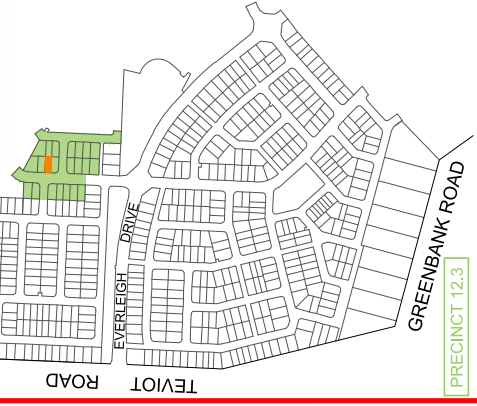 EVERLEIGH DRIVE
GREENBANK ROAD
PRECINCT 12.3
TEVIOT ROAD